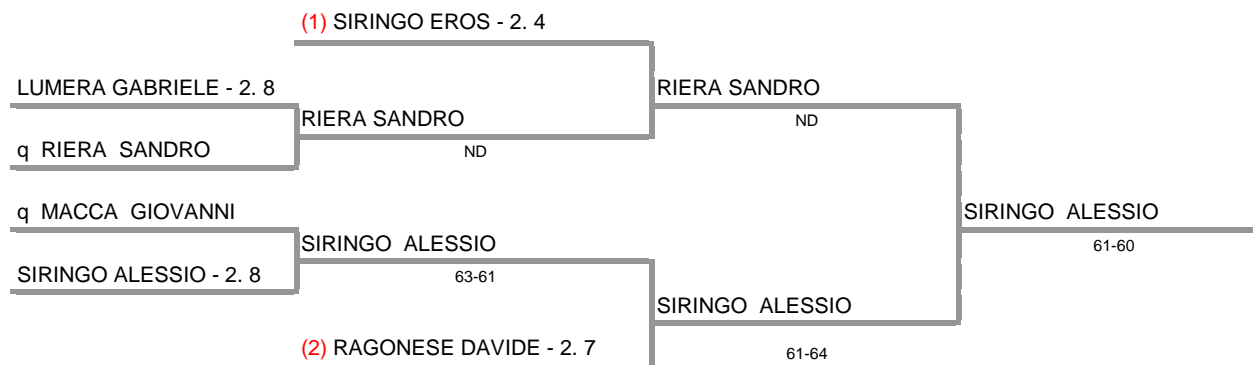 (1) SIRINGO EROS - 2. 4
LUMERA GABRIELE - 2. 8
RIERA SANDRO
RIERA SANDRO
ND
ND
q RIERA SANDRO
q MACCA GIOVANNI
SIRINGO ALESSIO
SIRINGO ALESSIO
61-60
SIRINGO ALESSIO - 2. 8
63-61
SIRINGO ALESSIO
(2) RAGONESE DAVIDE - 2. 7
61-64